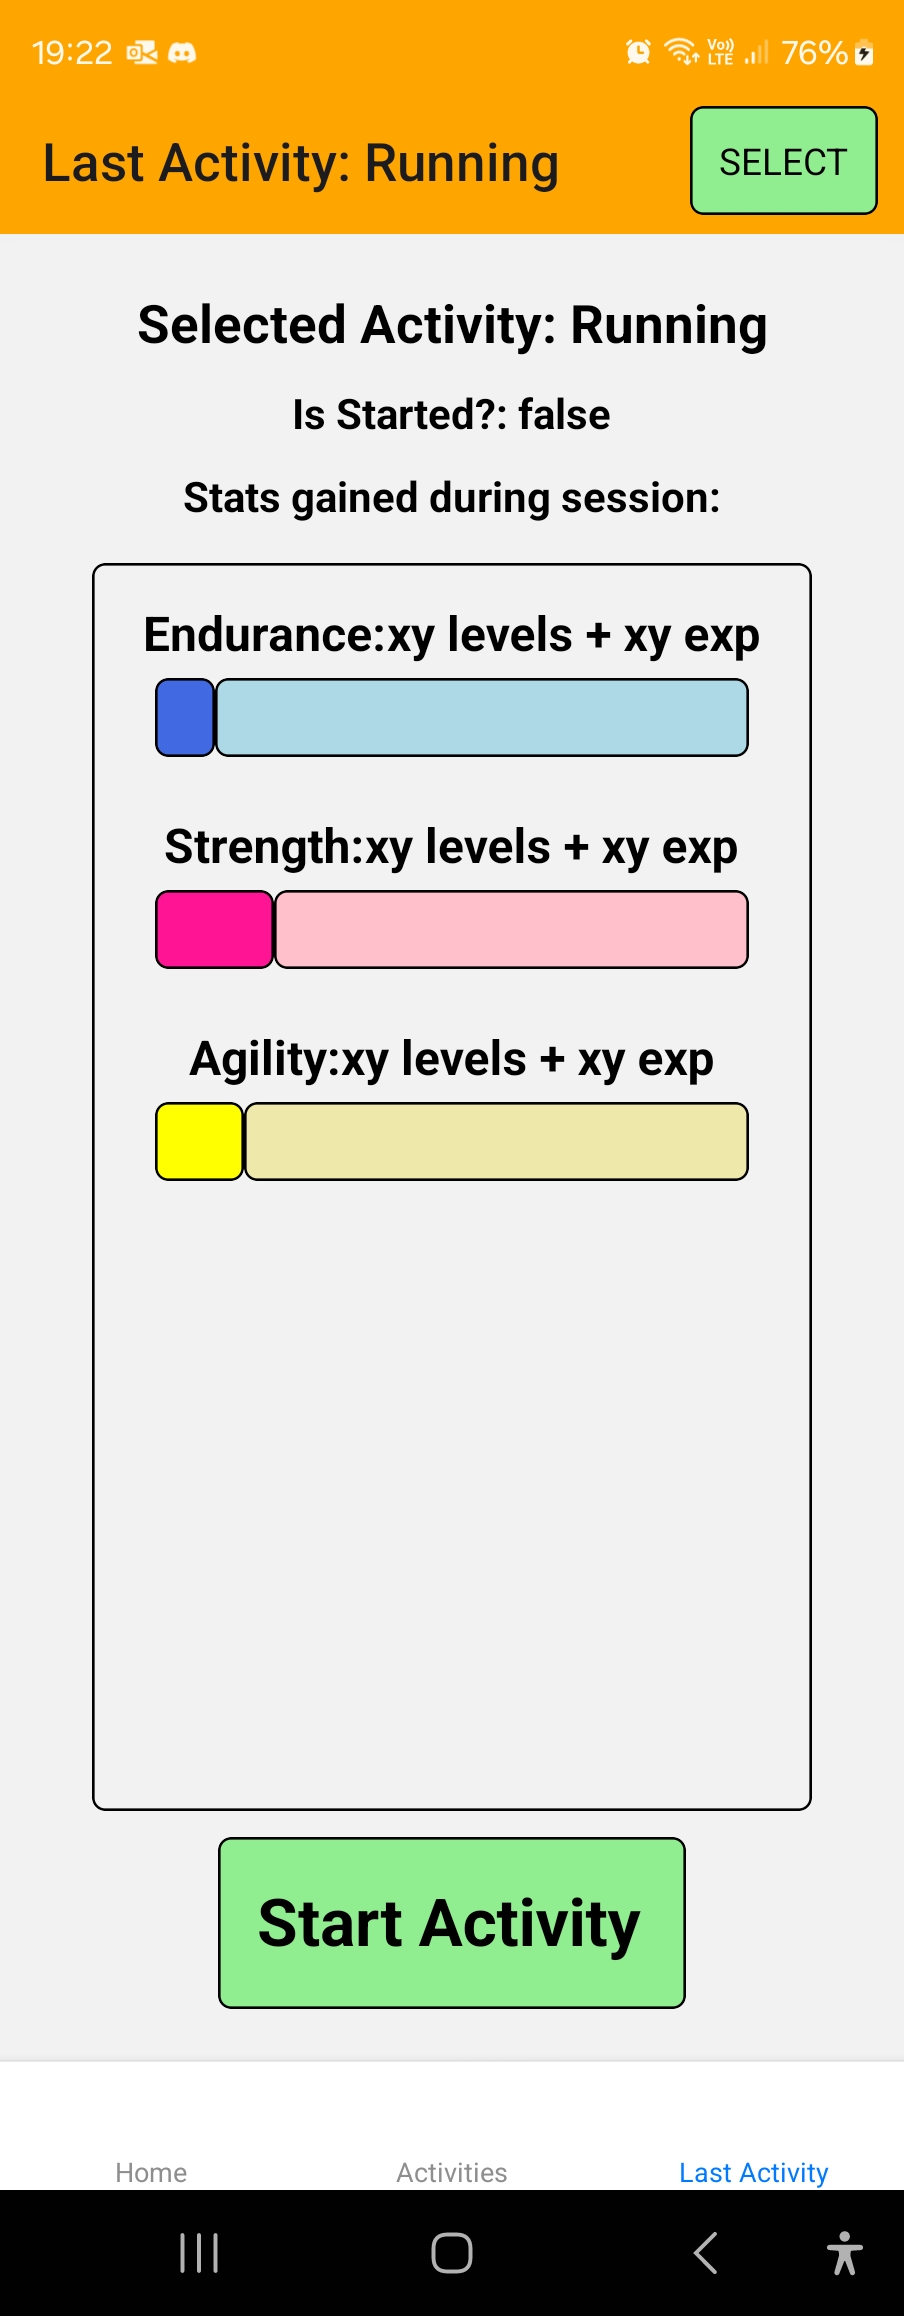 19:22 Vo)) LTE 76%
Last Activity: Running
SELECT
Selected Activity: Running
Is Started?: false
Stats gained during session:
Endurance:xy levels + xy exp
Strength:xy levels + xy exp
Agility:xy levels + xy exp
Start Activity
Home Activities Last Activity